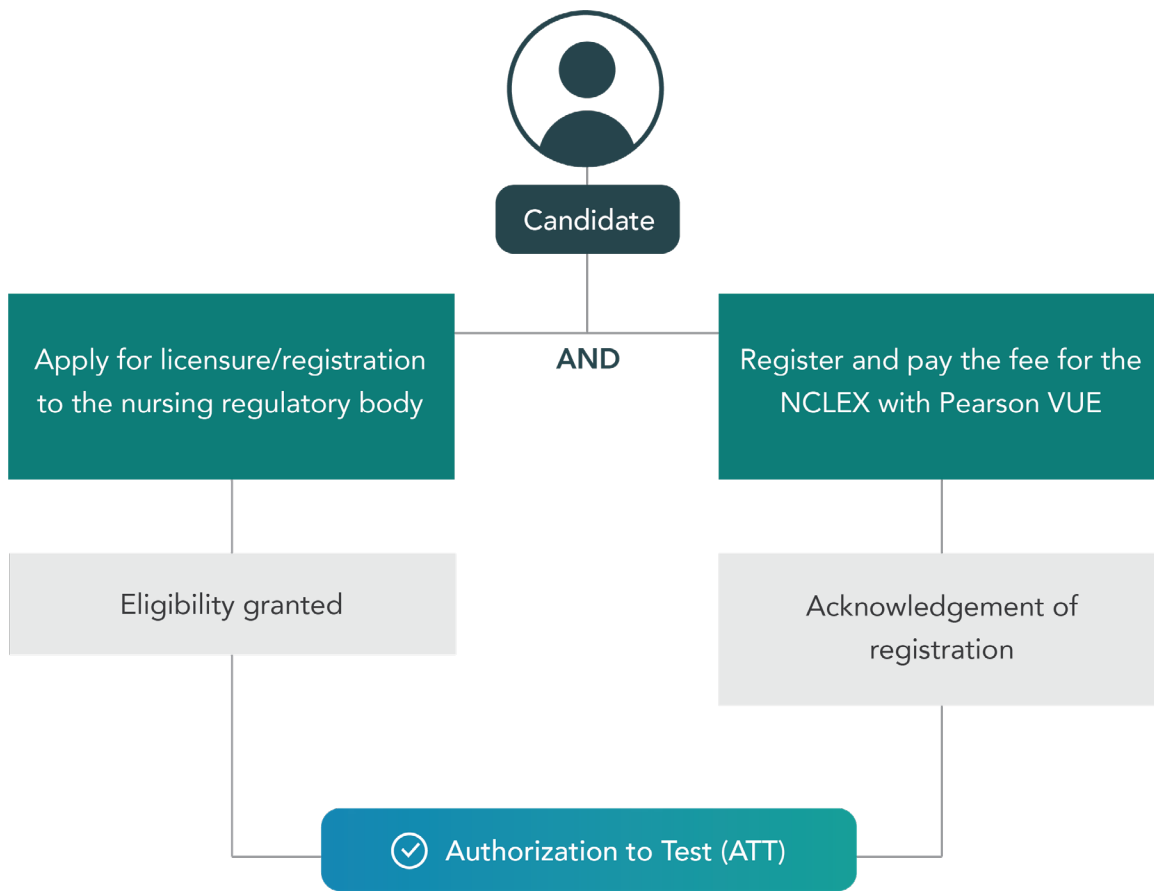 Candidate
Apply for licensure/registration
to the nursing regulatory body
AND
Register and pay the fee for the
NCLEX with Pearson VUE
Eligibility granted
Acknowledgement of
registration
Authorization to Test (ATT)